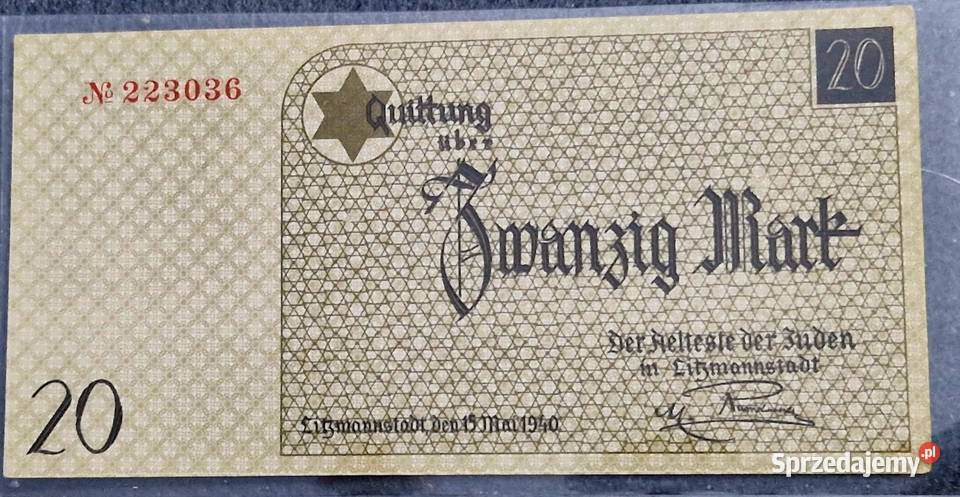 № 223036
20
Quittung
über
Zwanzig Mark
Der Aelteste der Juden
in Litzmannstadt
Litzmannstadt, den 15 Mai 1940
20
Sprzedajemy.pl